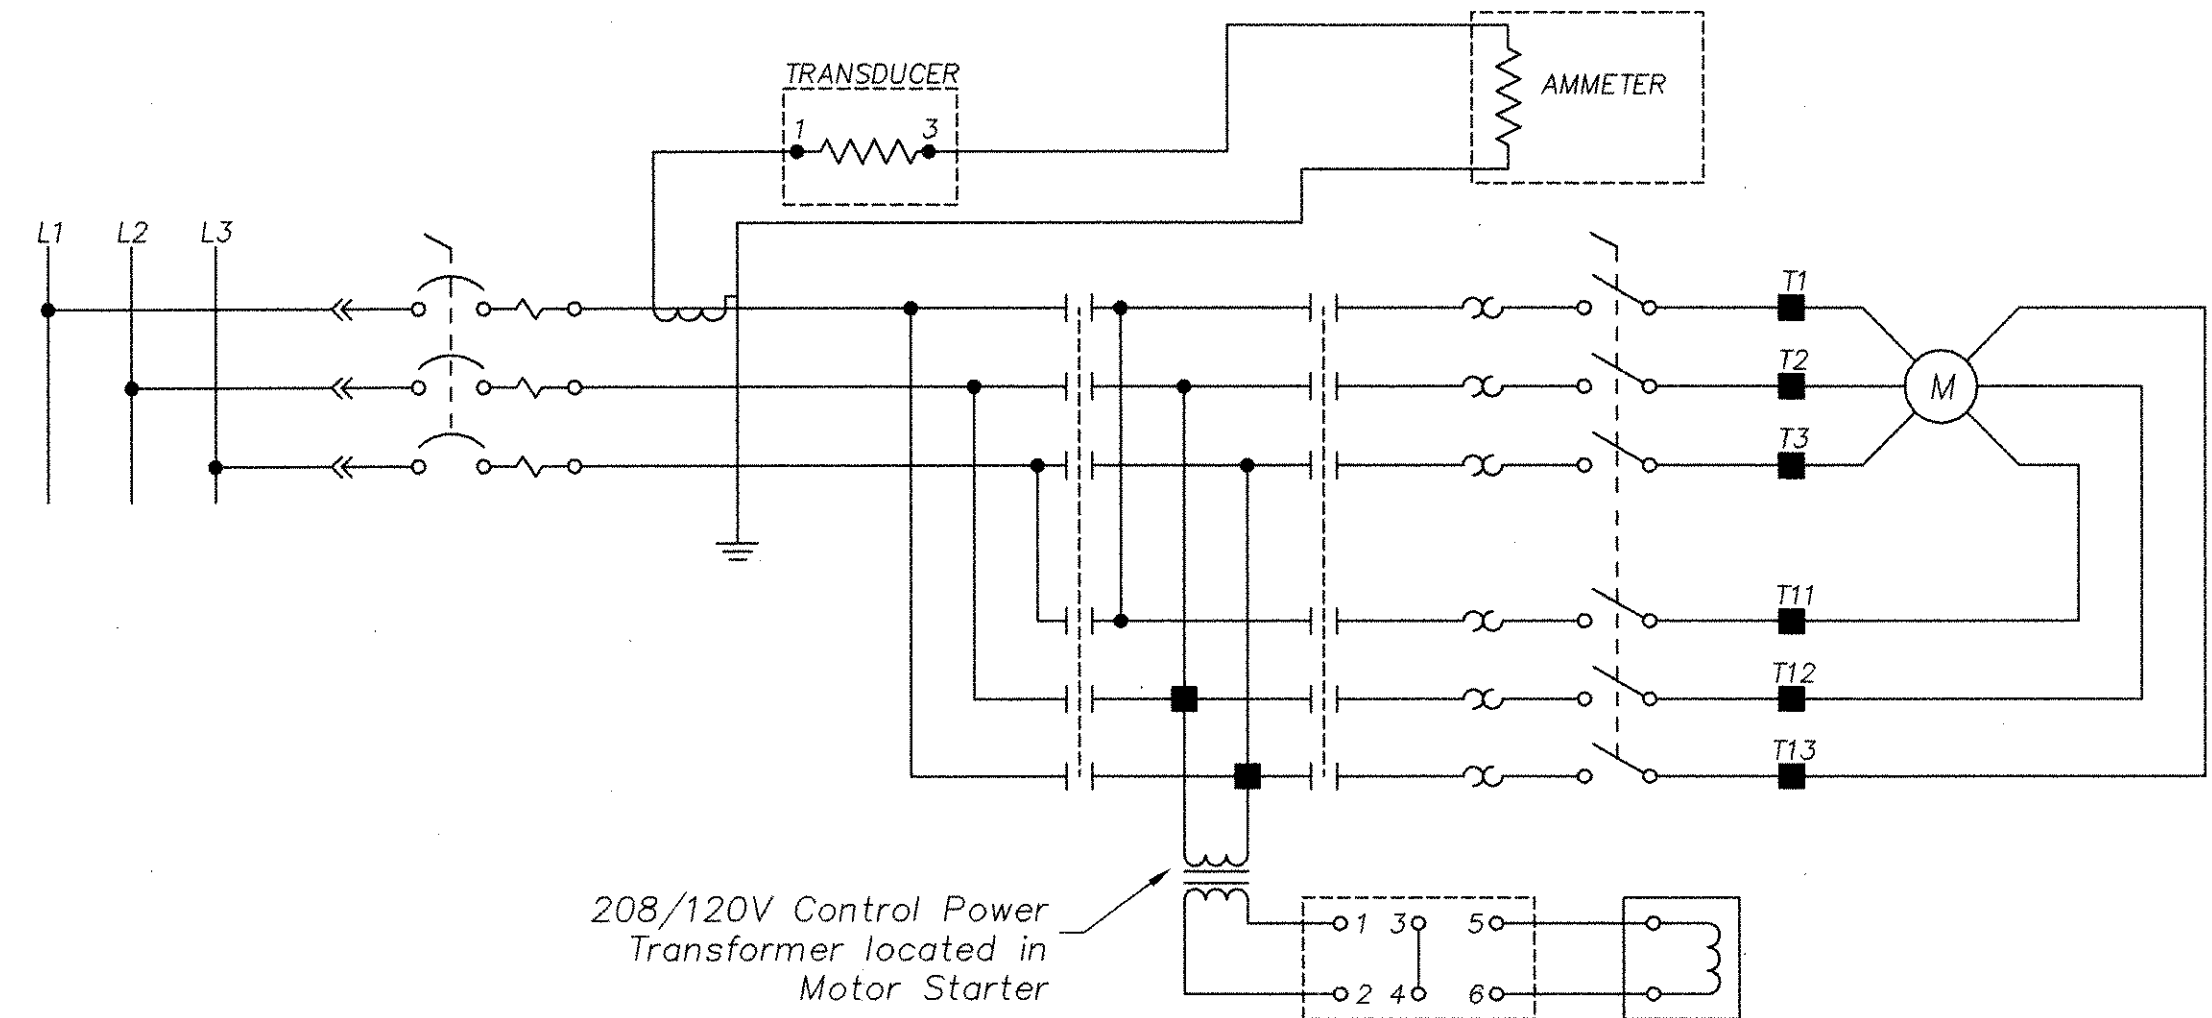 TRANSDUCER
1 3
AMMETER
L1 L2 L3
T1
T2
M
T3
T11
T12
T13
208/120V Control Power
Transformer located in
Motor Starter
1 3 5
2 4 6